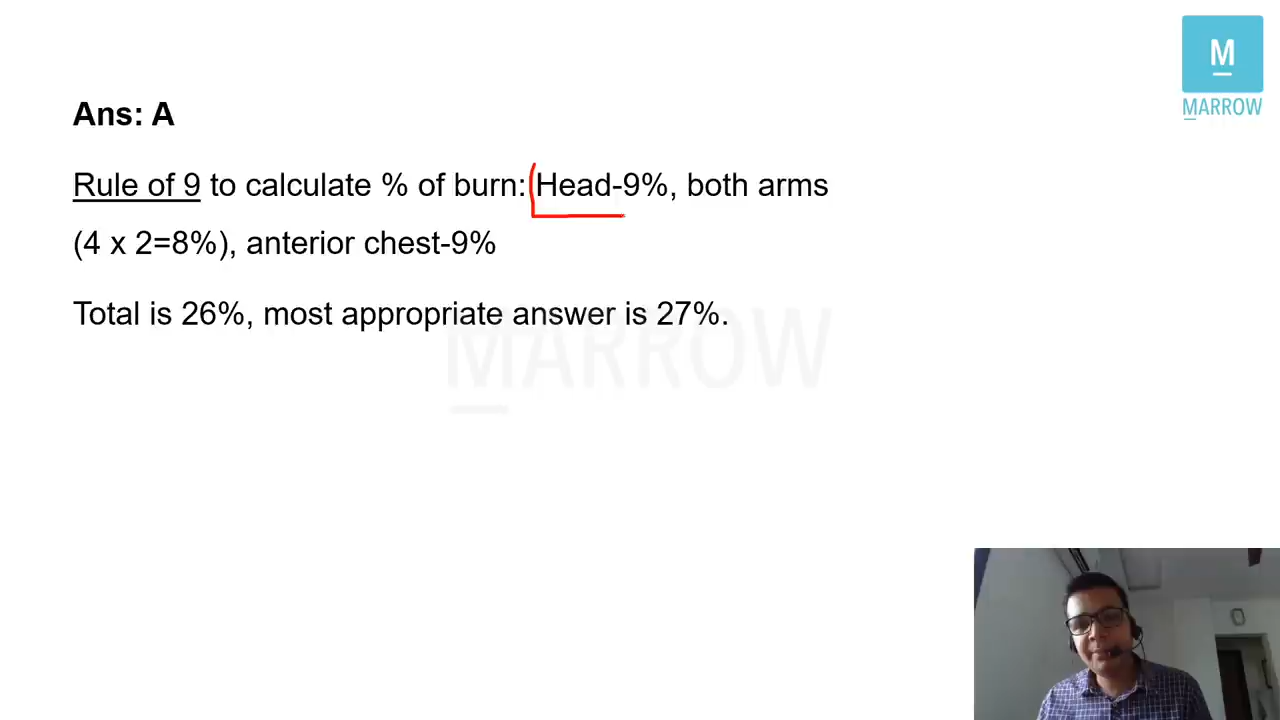 M
MARROW
Ans: A
Rule of 9 to calculate % of burn: Head-9%, both arms
(4 x 2=8%), anterior chest-9%
Total is 26%, most appropriate answer is 27%.
MARROW